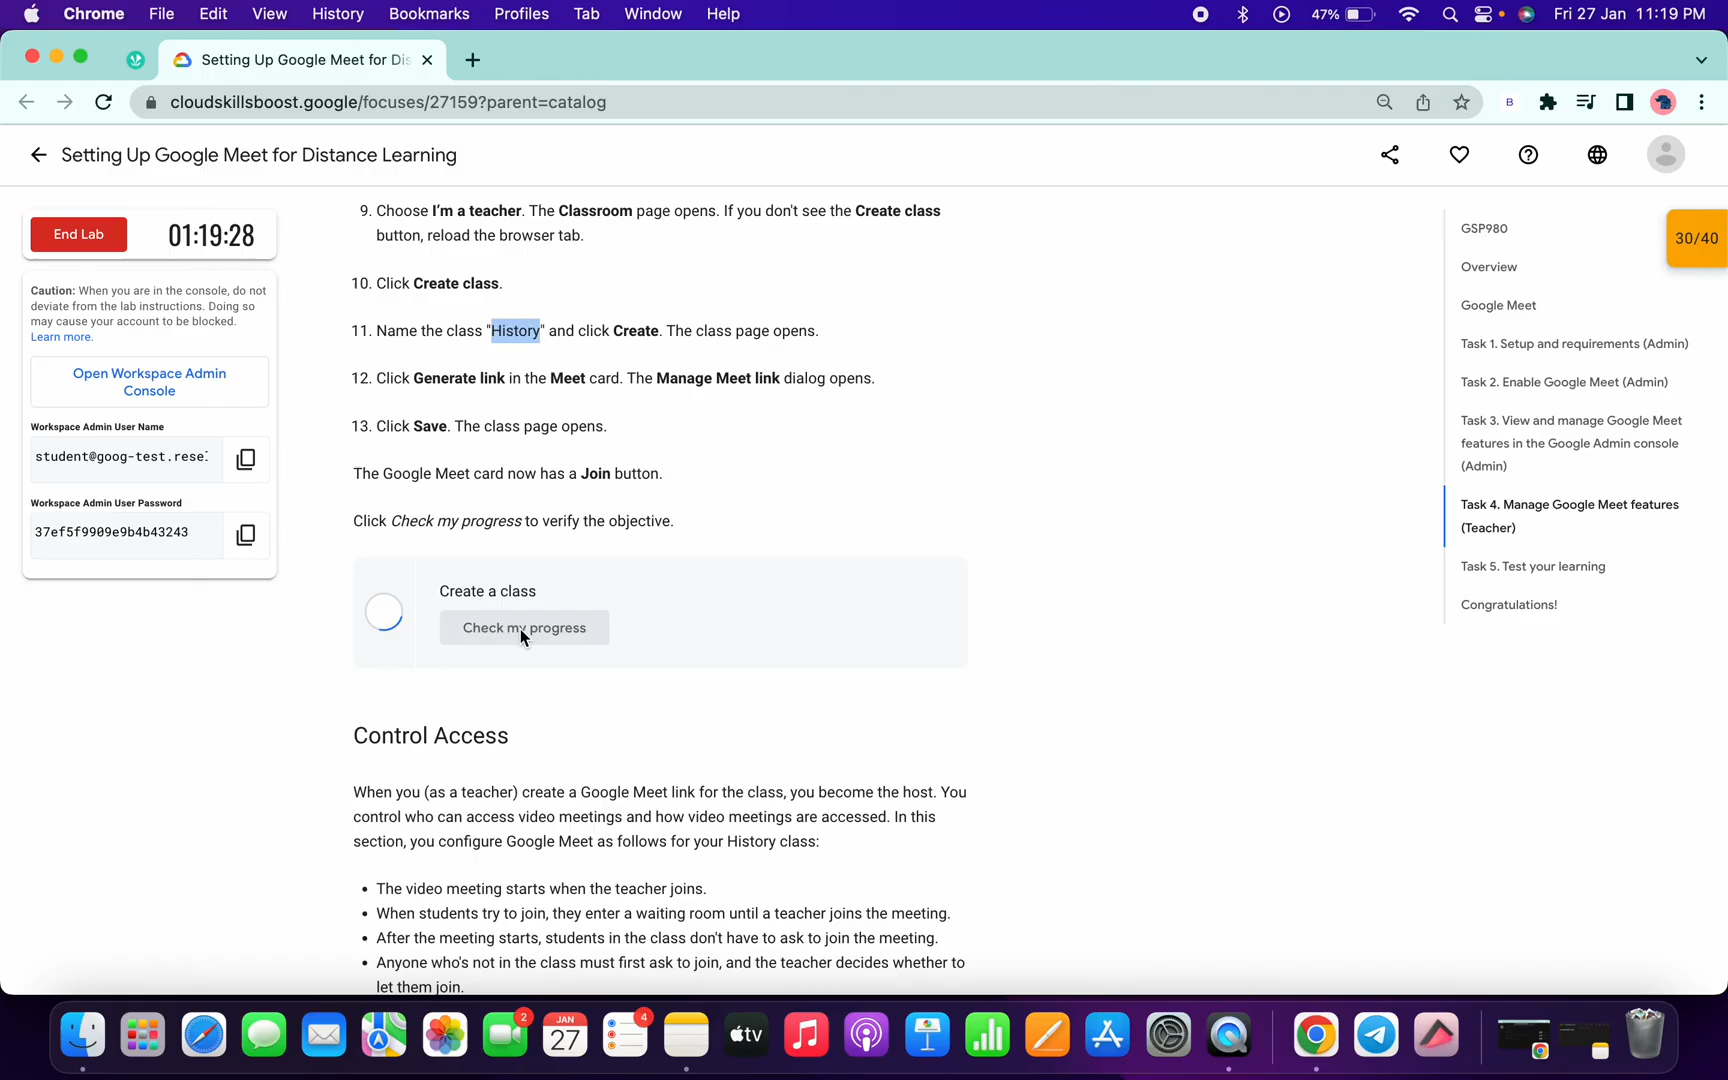 Chrome File Edit View History Bookmarks Profiles Tab Window Help 47% Fri 27 Jan 11:19 PM
Setting Up Google Meet for Dis
cloudskillsboost.google/focuses/27159?parent=catalog
B
Setting Up Google Meet for Distance Learning
End Lab 01:19:28
Caution: When you are in the console, do not
deviate from the lab instructions. Doing so
may cause your account to be blocked.
Learn more.
Open Workspace Admin
Console
Workspace Admin User Name
student@goog-test.rese
Workspace Admin User Password
37ef5f9909e9b4b43243
9. Choose I'm a teacher. The Classroom page opens. If you don't see the Create class
button, reload the browser tab.
10. Click Create class.
11. Name the class "History" and click Create. The class page opens.
12. Click Generate link in the Meet card. The Manage Meet link dialog opens.
13. Click Save. The class page opens.
The Google Meet card now has a Join button.
Click Check my progress to verify the objective.
Create a class
Check my progress
Control Access
When you (as a teacher) create a Google Meet link for the class, you become the host. You
control who can access video meetings and how video meetings are accessed. In this
section, you configure Google Meet as follows for your History class:
• The video meeting starts when the teacher joins.
• When students try to join, they enter a waiting room until a teacher joins the meeting.
• After the meeting starts, students in the class don't have to ask to join the meeting.
• Anyone who's not in the class must first ask to join, and the teacher decides whether to
let them join.
GSP980
Overview
Google Meet
Task 1. Setup and requirements (Admin)
Task 2. Enable Google Meet (Admin)
Task 3. View and manage Google Meet
features in the Google Admin console
(Admin)
Task 4. Manage Google Meet features
(Teacher)
Task 5. Test your learning
Congratulations!
30/40
2
JAN
27
4
tv